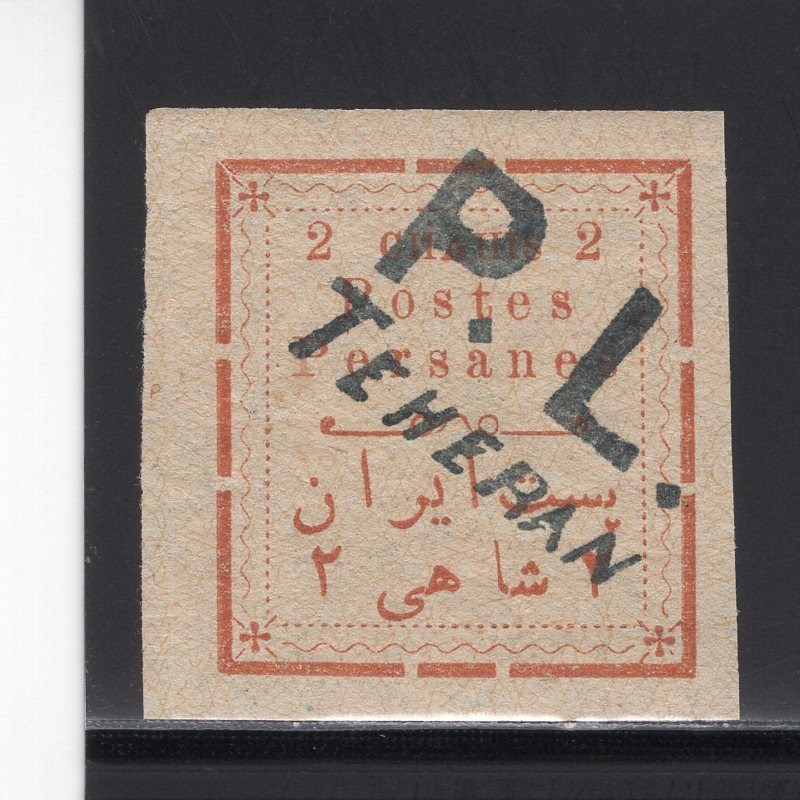 2 CHAHIS 2
Postes
Persanes
پست ایران
۲ شاهی ۲
P. L.
TEHERAN